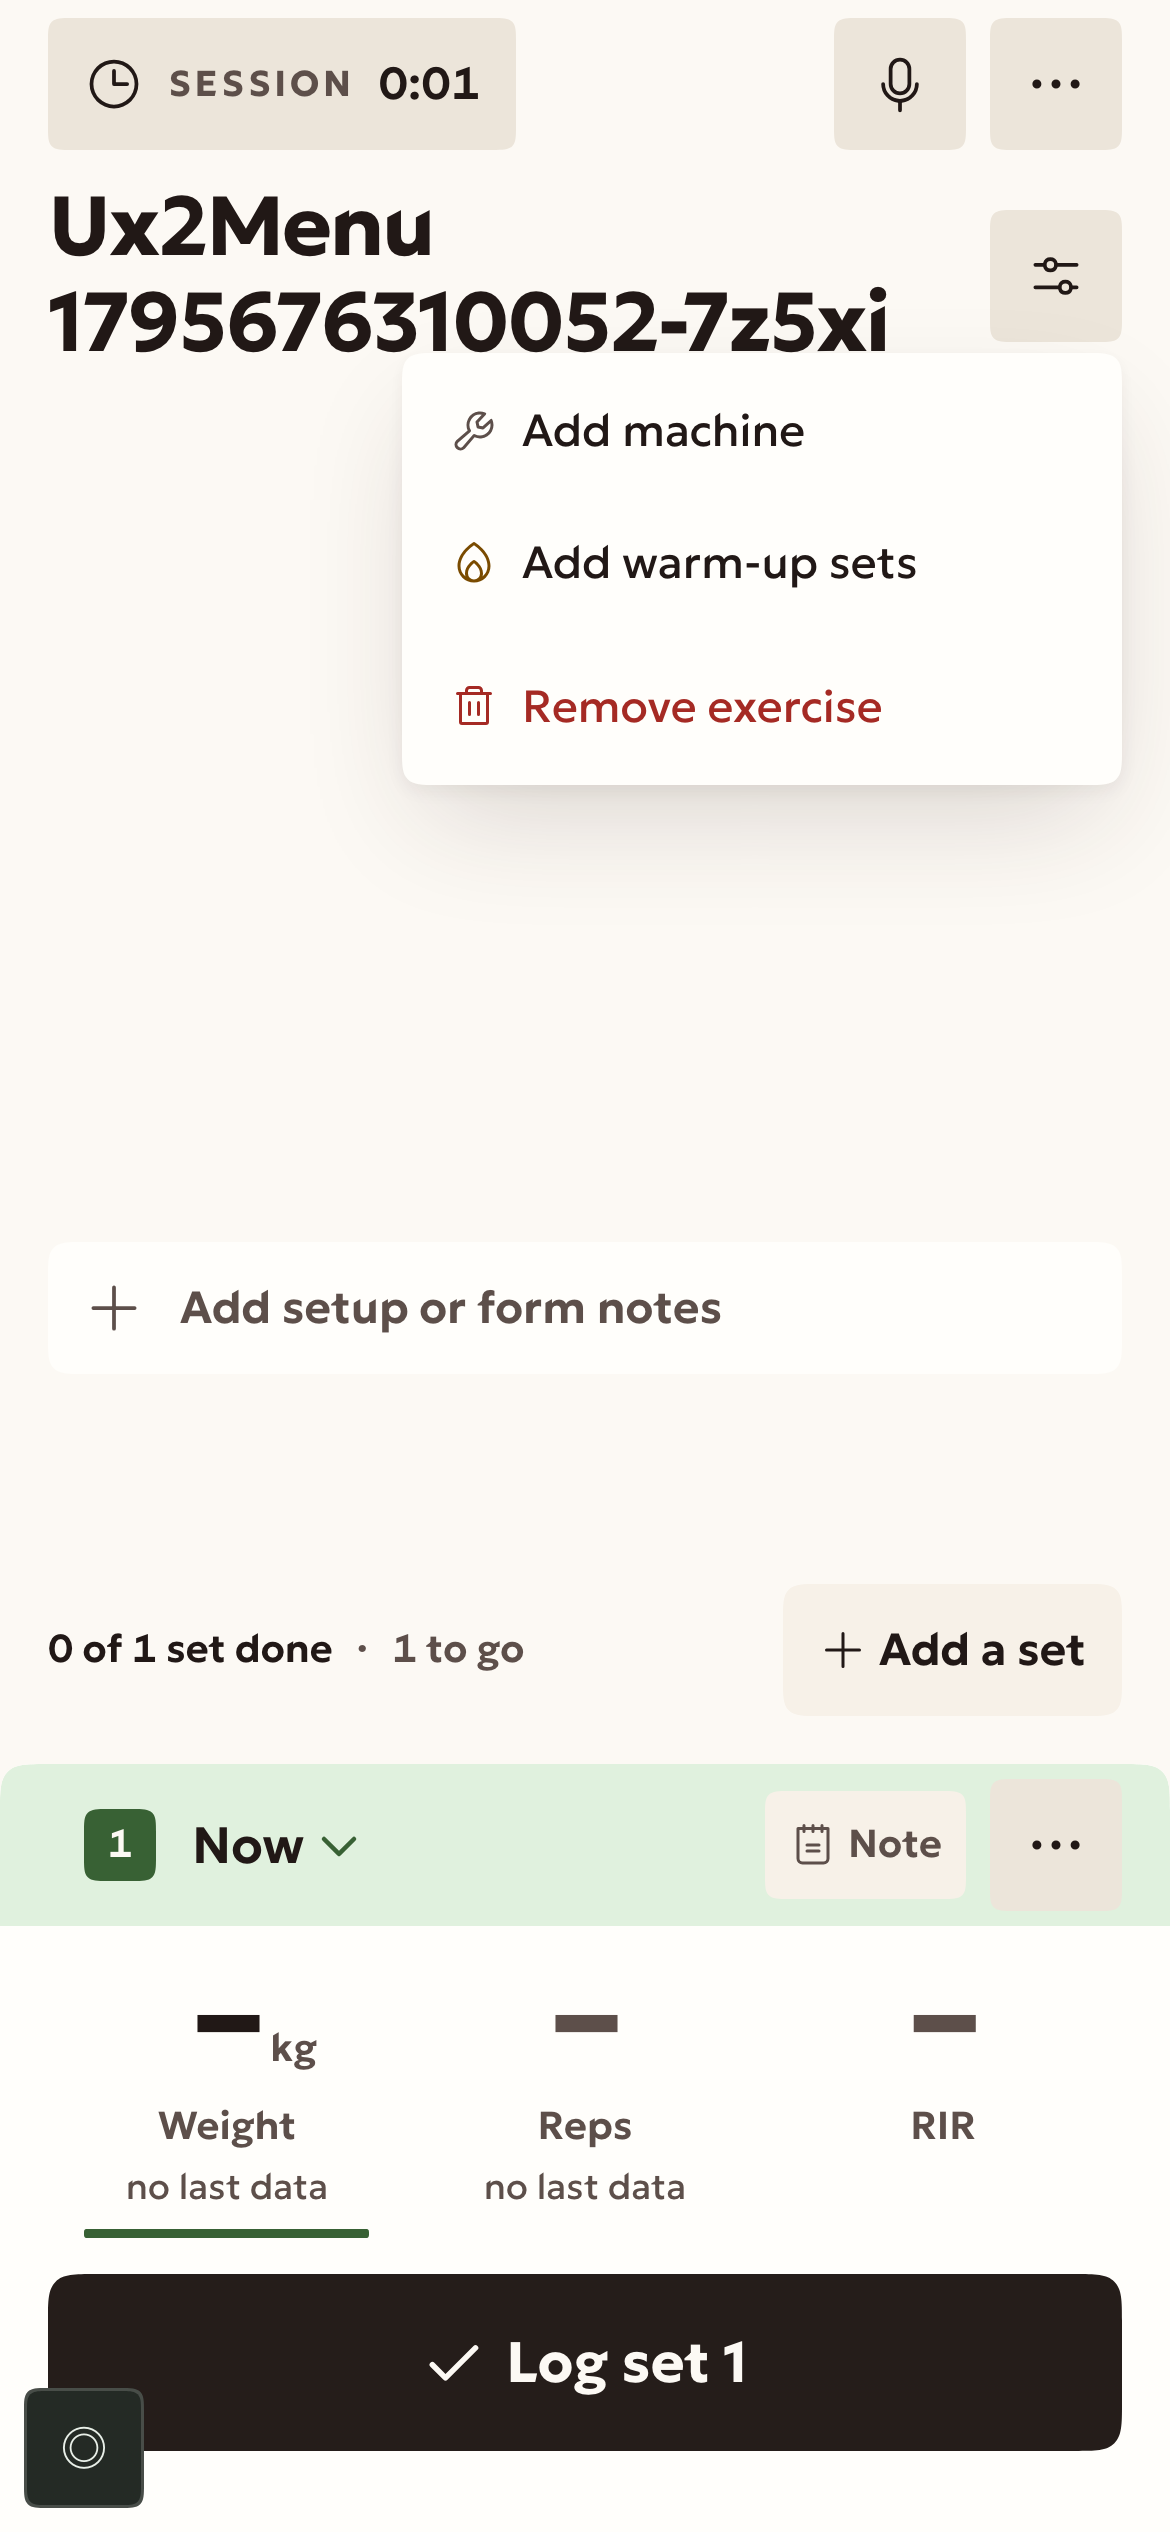 SESSION 0:01
Ux2Menu
1795676310052-7z5xi
Add machine
Add warm-up sets
Remove exercise
Add setup or form notes
0 of 1 set done · 1 to go
Add a set
1 Now
Note
kg
Weight
Reps
RIR
no last data
no last data
Log set 1